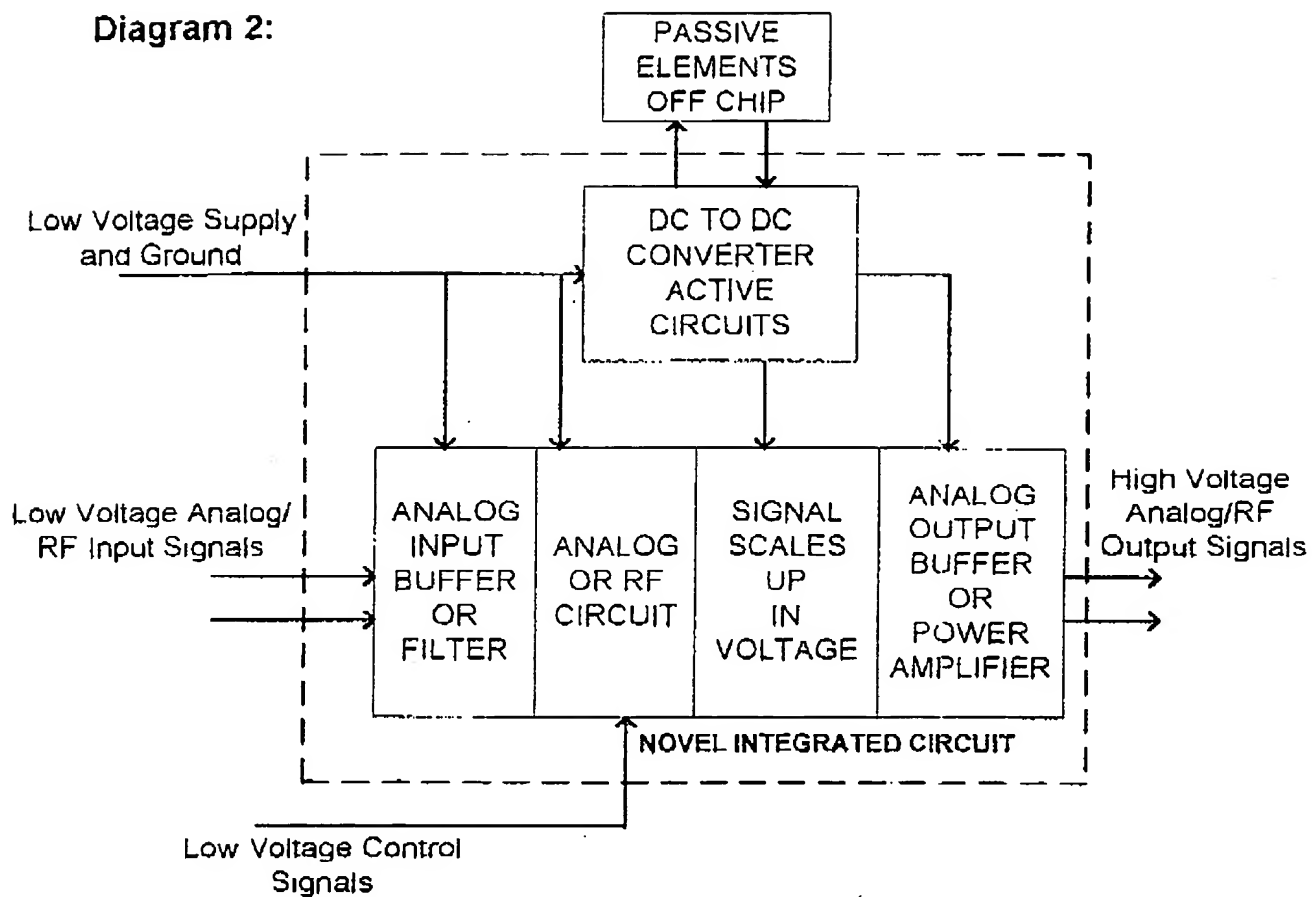 Diagram 2:
PASSIVE
ELEMENTS
OFF CHIP
Low Voltage Supply
and Ground
DC TO DC
CONVERTER
ACTIVE
CIRCUITS
Low Voltage Analog/
RF Input Signals
ANALOG
INPUT
BUFFER
OR
FILTER
ANALOG
OR RF
CIRCUIT
SIGNAL
SCALES
UP
IN
VOLTAGE
ANALOG
OUTPUT
BUFFER
OR
POWER
AMPLIFIER
High Voltage
Analog/RF
Output Signals
NOVEL INTEGRATED CIRCUIT
Low Voltage Control
Signals